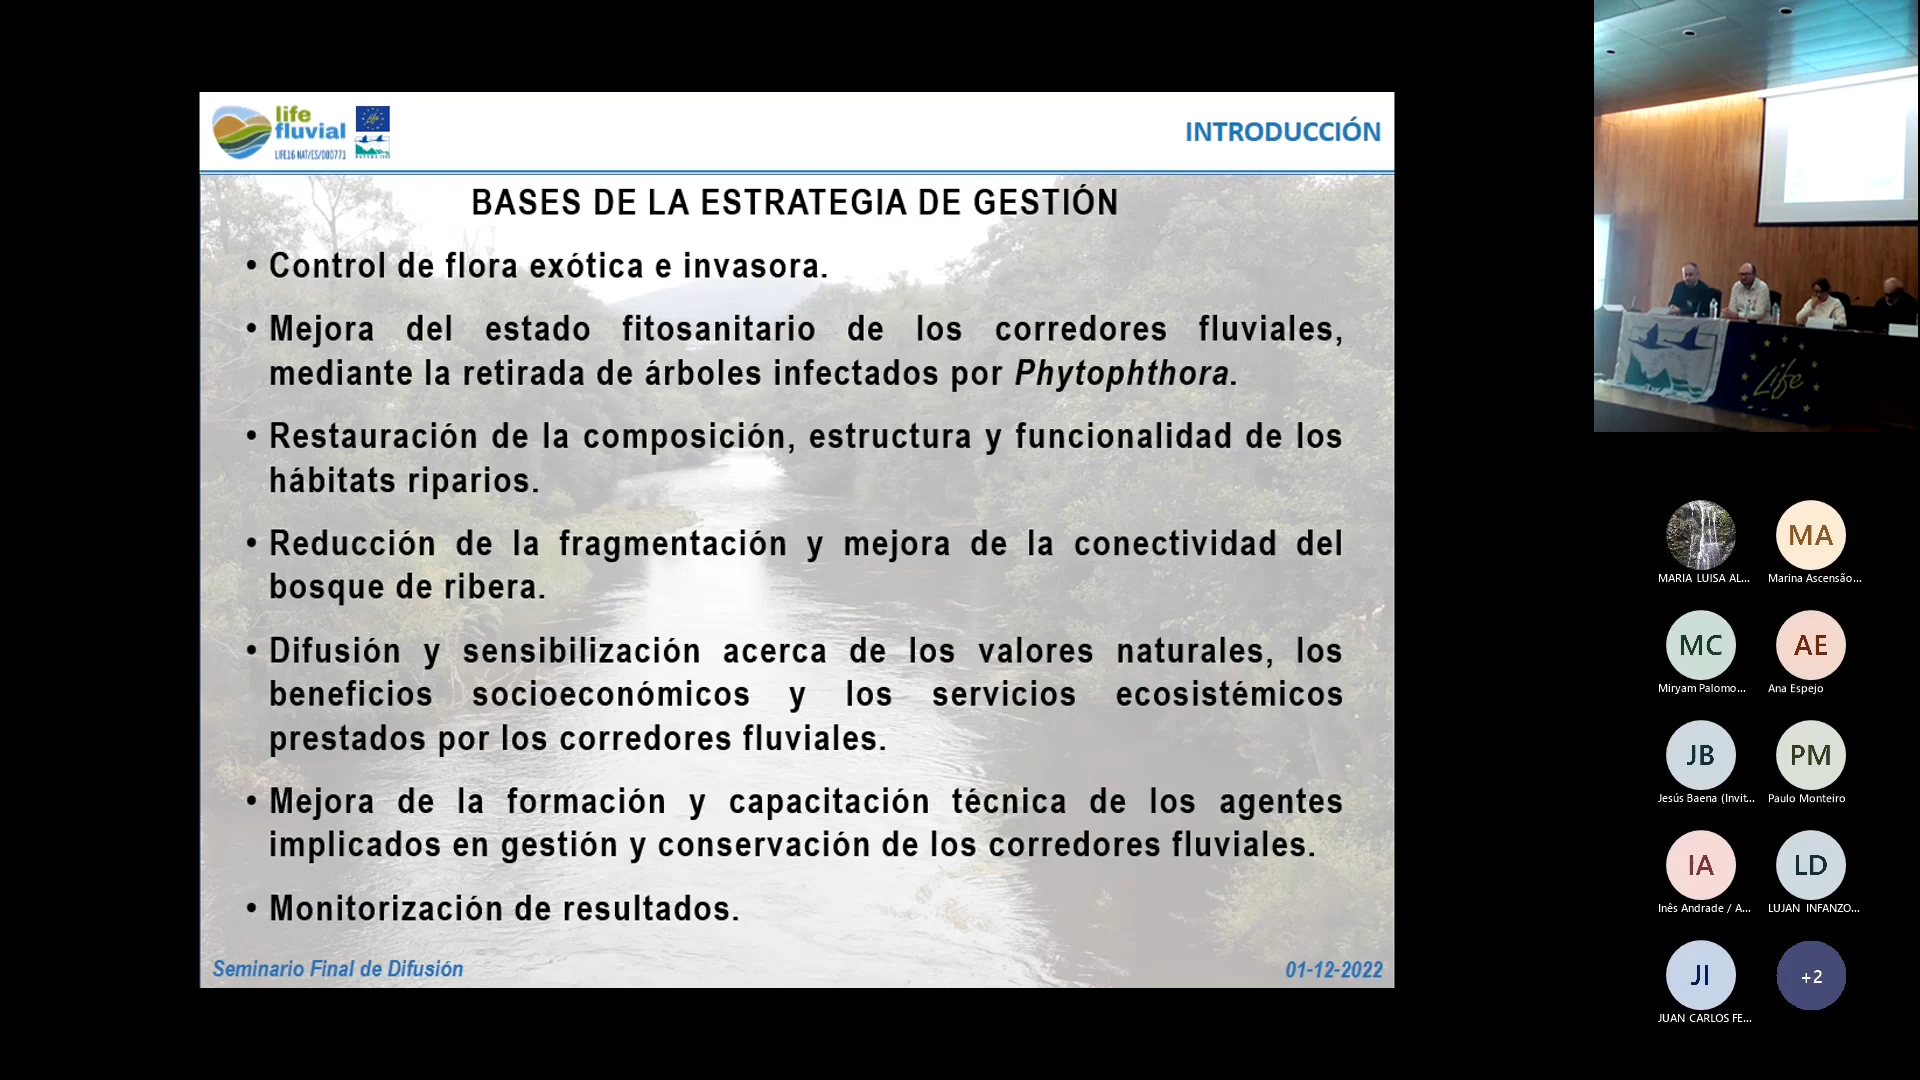 life
fluvial
LIFE16 NAT/ES/000771
INTRODUCCIÓN
BASES DE LA ESTRATEGIA DE GESTIÓN
• Control de flora exótica e invasora.
• Mejora del estado fitosanitario de los corredores fluviales,
mediante la retirada de árboles infectados por Phytophthora.
• Restauración de la composición, estructura y funcionalidad de los
hábitats riparios.
• Reducción de la fragmentación y mejora de la conectividad del
bosque de ribera.
• Difusión y sensibilización acerca de los valores naturales, los
beneficios socioeconómicos y los servicios ecosistémicos
prestados por los corredores fluviales.
• Mejora de la formación y capacitación técnica de los agentes
implicados en gestión y conservación de los corredores fluviales.
• Monitorización de resultados.
Seminario Final de Difusión
01-12-2022
Life
MA
MARIA LUISA AL...
Marina Ascensão...
MC
AE
Miryam Palomo...
Ana Espejo
JB
PM
Jesús Baena (Invit...
Paulo Monteiro
IA
LD
Inês Andrade / A...
LUJAN INFANZO...
JI
+2
JUAN CARLOS FE...